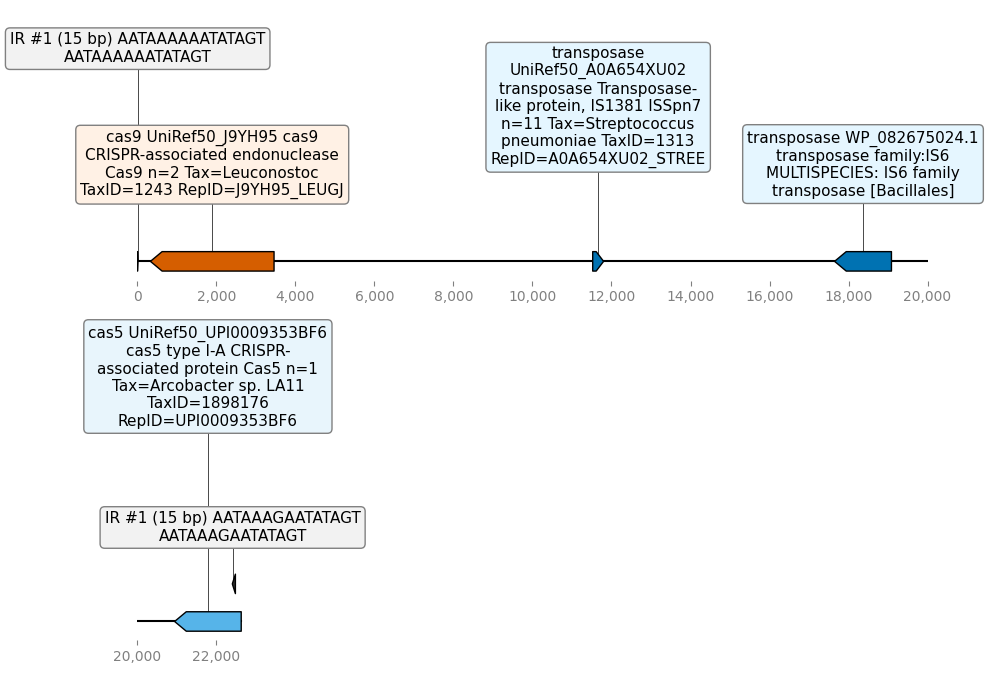 IR #1 (15 bp) AATAAAAAATATAGT
AATAAAAAATATAGT
cas9 UniRef50_J9YH95 cas9
CRISPR-associated endonuclease
Cas9 n=2 Tax=Leuconostoc
TaxID=1243 RepID=J9YH95_LEUGJ
transposase
UniRef50_A0A654XU02
transposase Transposase-
like protein, IS1381 ISSpn7
n=11 Tax=Streptococcus
pneumoniae TaxID=1313
RepID=A0A654XU02_STREE
transposase WP_082675024.1
transposase family:IS6
MULTISPECIES: IS6 family
transposase [Bacillales]
0 2,000 4,000 6,000 8,000 10,000 12,000 14,000 16,000 18,000 20,000
cas5 UniRef50_UPI0009353BF6
cas5 type I-A CRISPR-
associated protein Cas5 n=1
Tax=Arcobacter sp. LA11
TaxID=1898176
RepID=UPI0009353BF6
IR #1 (15 bp) AATAAAGAATATAGT
AATAAAGAATATAGT
20,000 22,000